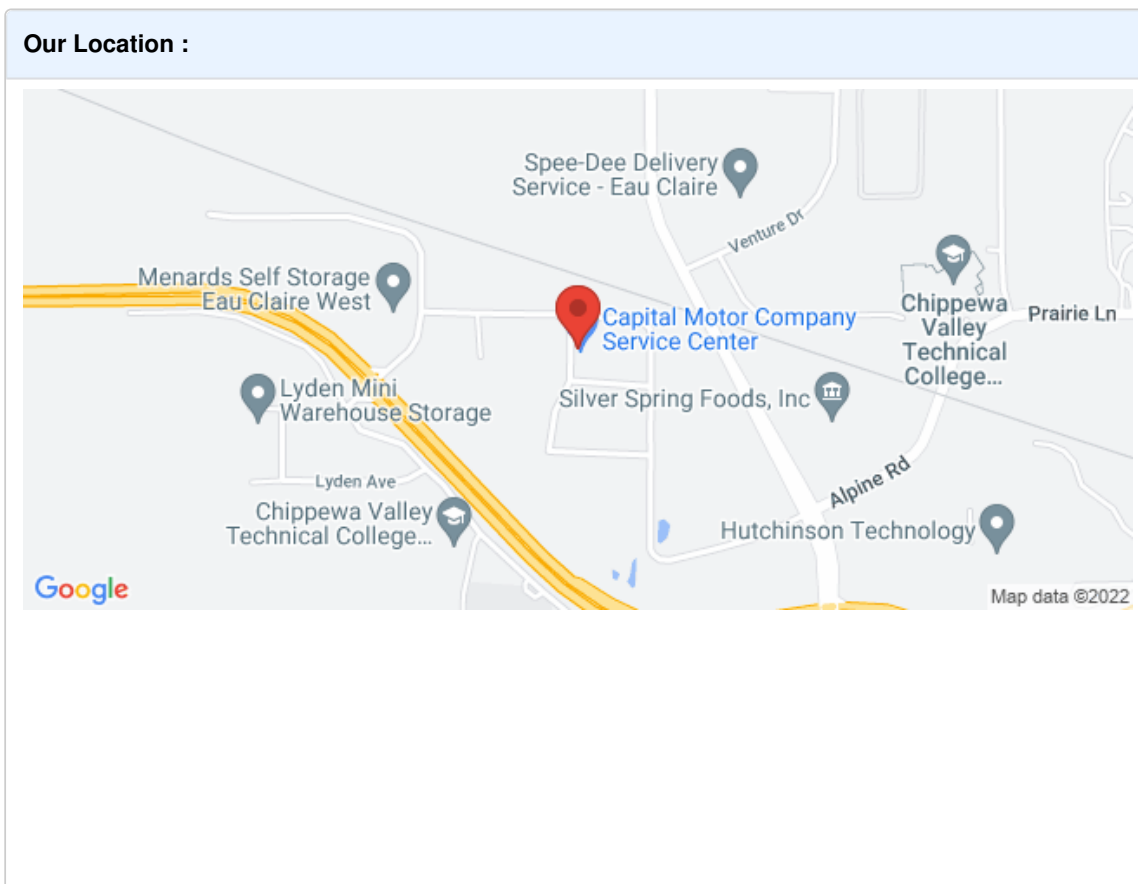 Our Location :
Spee-Dee Delivery
Service - Eau Claire
Venture Dr
Menards Self Storage
Eau Claire West
Chippewa
Valley
Technical
College...
Prairie Ln
Capital Motor Company
Service Center
Lyden Mini
Warehouse Storage
Silver Spring Foods, Inc
Lyden Ave
Alpine Rd
Chippewa Valley
Technical College...
Hutchinson Technology
Google
Map data ©2022